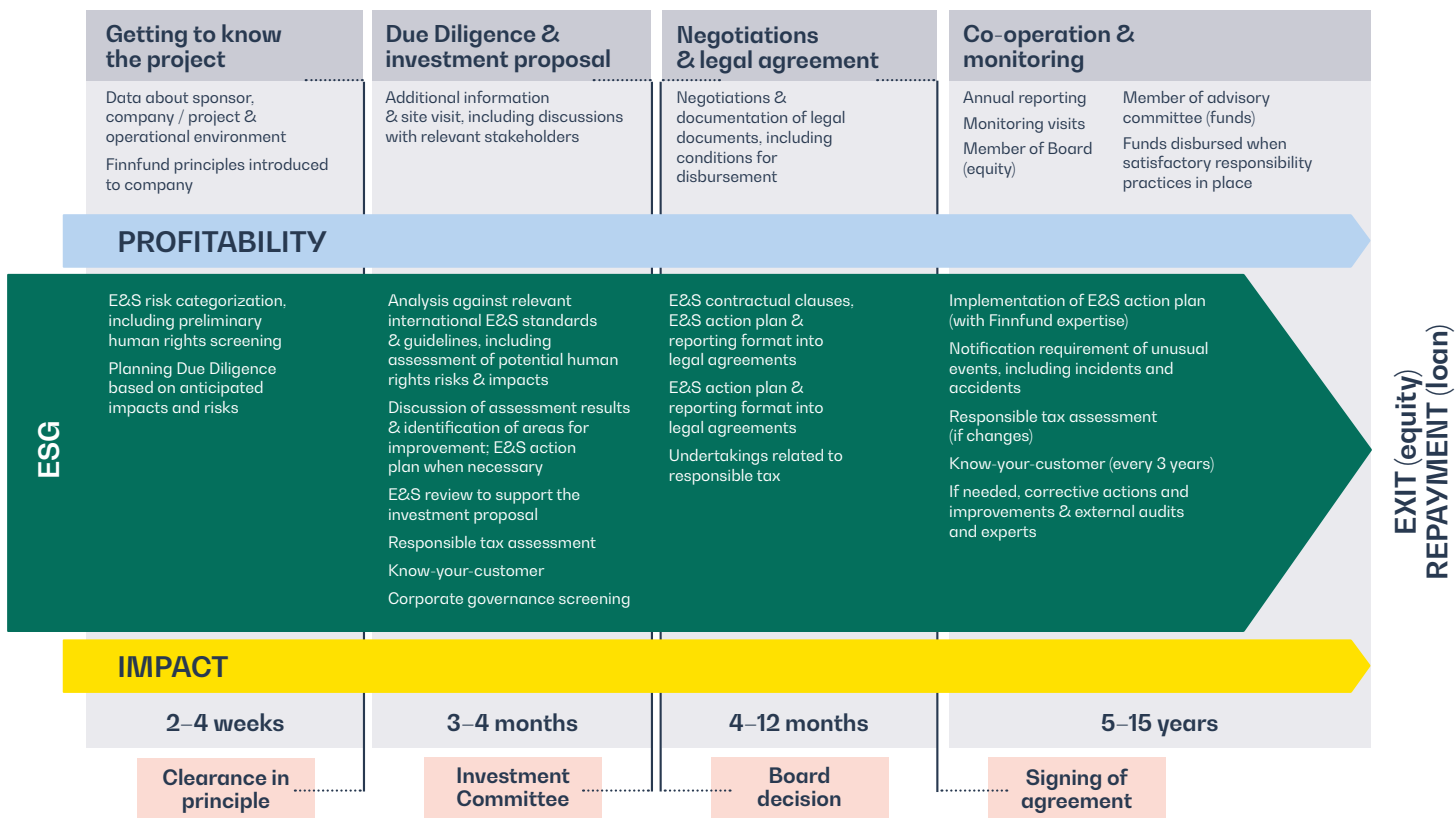 Getting to know
the project
Data about sponsor,
company / project &
operational environment
Finnfund principles introduced
to company
Due Diligence &
investment proposal
Additional information
& site visit, including discussions
with relevant stakeholders
Negotiations
& legal agreement
Negotiations &
documentation of legal
documents, including
conditions for
disbursement
Co-operation &
monitoring
Annual reporting
Monitoring visits
Member of Board
(equity)
Member of advisory
committee (funds)
Funds disbursed when
satisfactory responsibility
practices in place
PROFITABILITY
ESG
E&S risk categorization,
including preliminary
human rights screening
Planning Due Diligence
based on anticipated
impacts and risks
Analysis against relevant
international E&S standards
& guidelines, including
assessment of potential human
rights risks & impacts
Discussion of assessment results
& identification of areas for
improvement; E&S action
plan when necessary
E&S review to support the
investment proposal
Responsible tax assessment
Know-your-customer
Corporate governance screening
E&S contractual clauses,
E&S action plan &
reporting format into
legal agreements
E&S action plan &
reporting format into
legal agreements
Undertakings related to
responsible tax
Implementation of E&S action plan
(with Finnfund expertise)
Notification requirement of unusual
events, including incidents and
accidents
Responsible tax assessment
(if changes)
Know-your-customer (every 3 years)
If needed, corrective actions and
improvements & external audits
and experts
EXIT (equity)
REPAYMENT (loan)
IMPACT
2–4 weeks
3–4 months
4–12 months
5–15 years
Clearance in
principle
Investment
Committee
Board
decision
Signing of
agreement